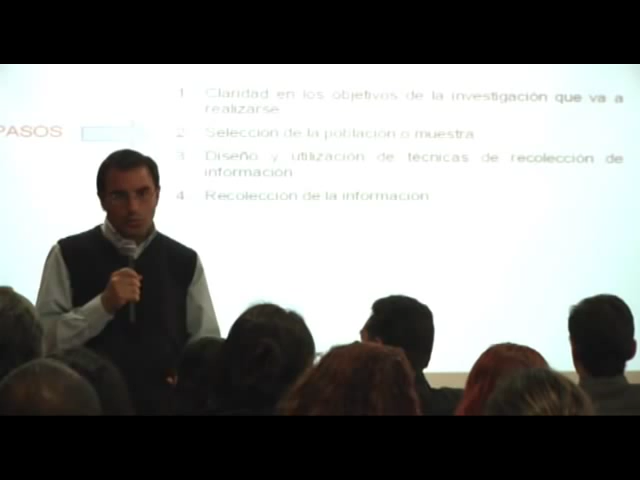 1 Claridad en los objetivos de la investigación que va a
realizarse
PASOS
2 Selección de la población o muestra
3 Diseño y utilización de técnicas de recolección de
información
4 Recolección de la información